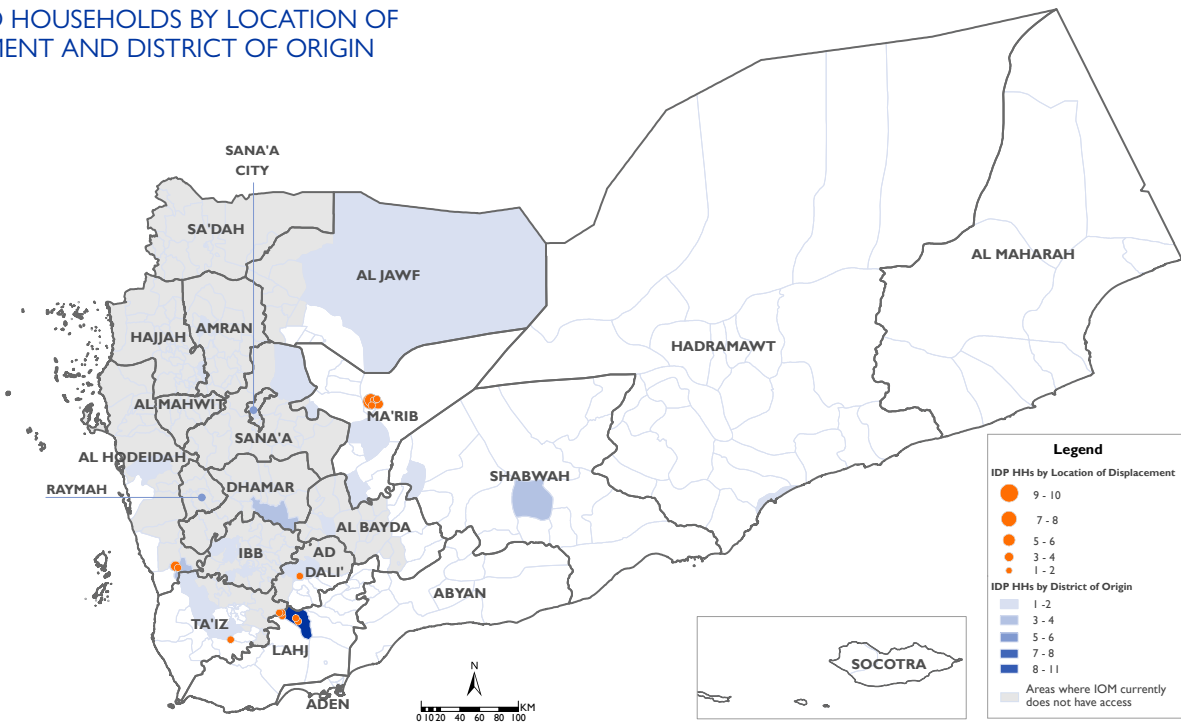 HOUSEHOLDS BY LOCATION OF
AND DISTRICT OF ORIGIN
SANA'A
CITY
SA'DAH
AL JAWF
AL MAHARAH
HAJJAH
AMRAN
HADRAMAWT
AL MAHWIT
MA'RIB
SANA'A
AL HODEIDAH
SHABWAH
RAYMAH
DHAMAR
AL BAYDA
IBB
AD
DALI'
ABYAN
TA'IZ
LAHJ
SOCOTRA
ADEN
N
KM
0 10 20 40 60 80 100
Legend
IDP HHs by Location of Displacement
9 - 10
7 - 8
5 - 6
3 - 4
1 - 2
IDP HHs by District of Origin
1 -2
3 - 4
5 - 6
7 - 8
8 - 11
Areas where IOM currently
does not have access